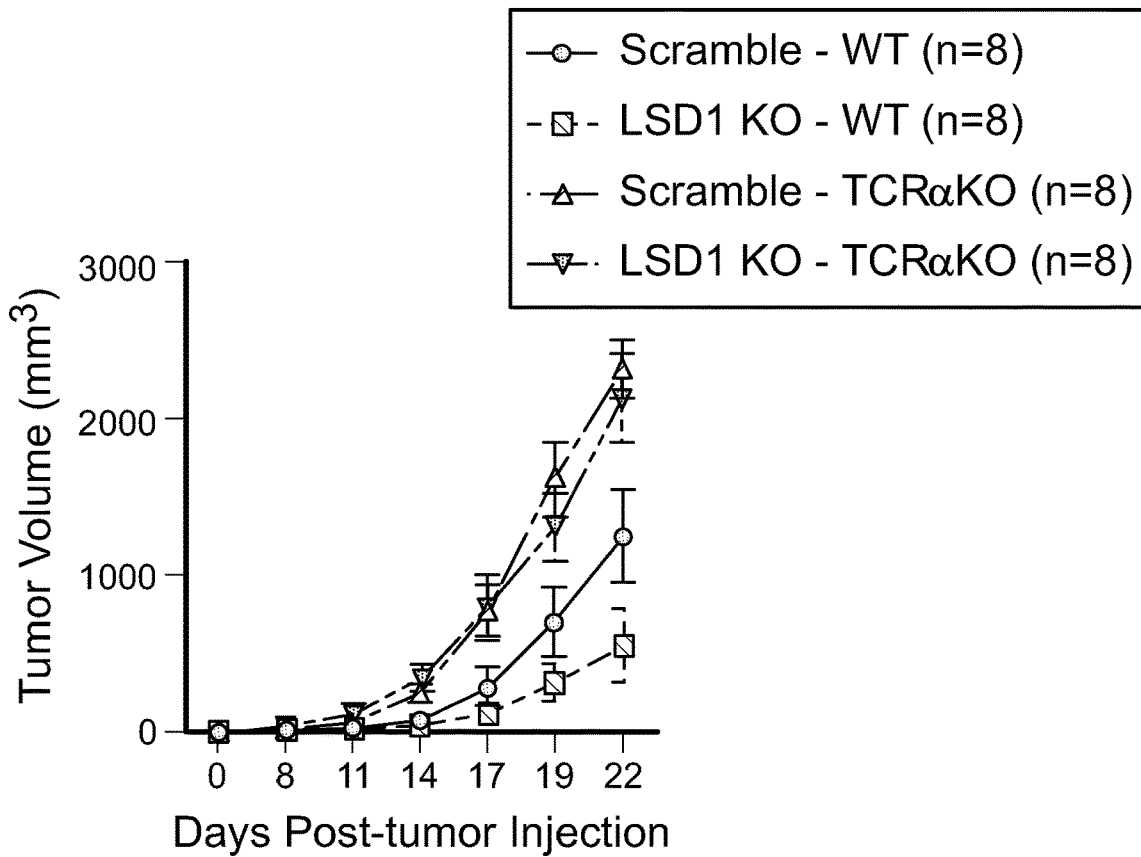 Scramble - WT (n=8)
LSD1 KO - WT (n=8)
Scramble - TCRαKO (n=8)
LSD1 KO - TCRαKO (n=8)
Tumor Volume (mm³)
3000
2000
1000
0
0 8 11 14 17 19 22
Days Post-tumor Injection